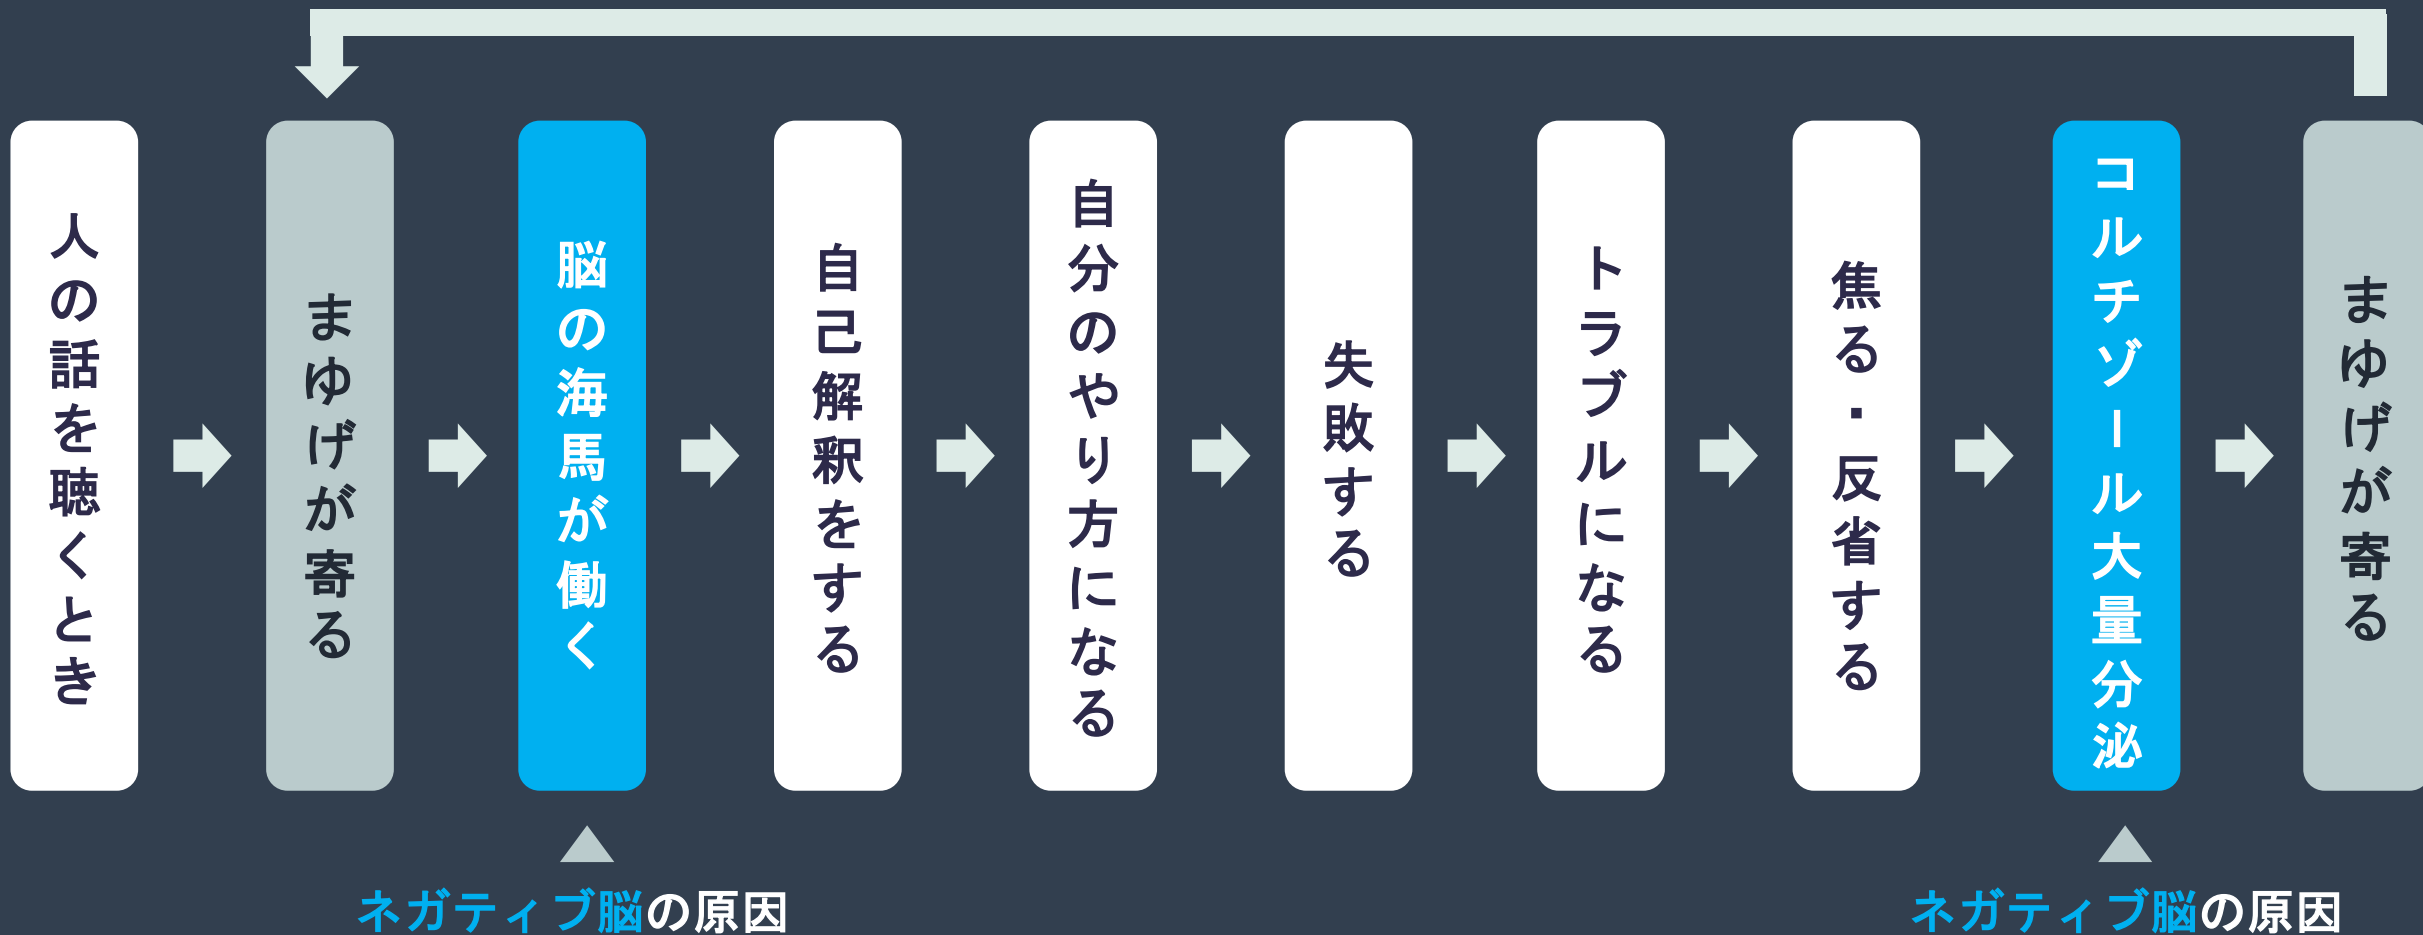 人の話を聴くとき
まゆげが寄る
脳の海馬が働く
自己解釈をする
自分のやり方になる
失敗する
トラブルになる
焦る・反省する
コルチゾール大量分泌
まゆげが寄る
ネガティブ脳の原因
ネガティブ脳の原因